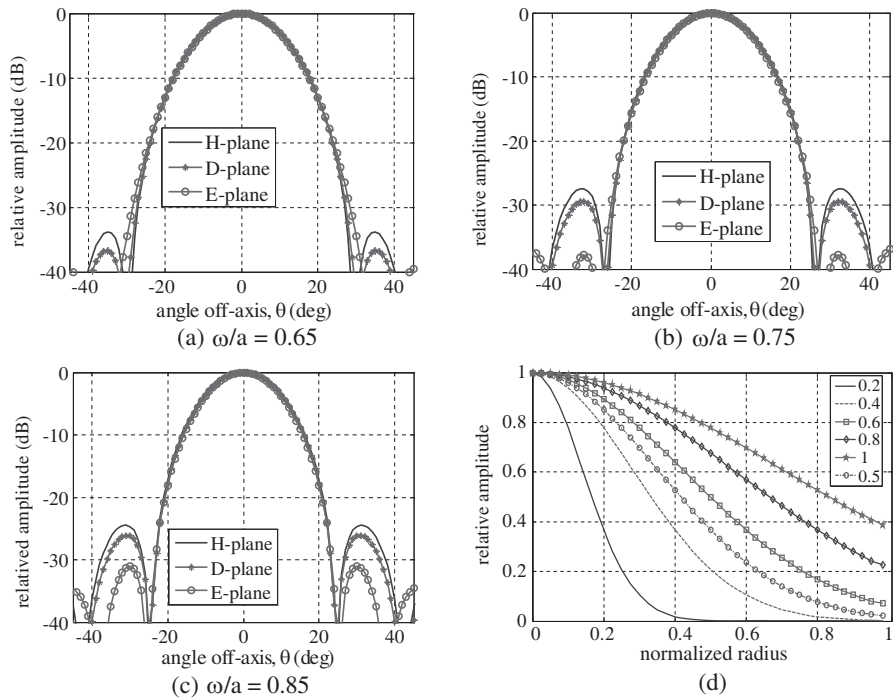 0
-10
-20
-30
-40
-40
-20
0
20
40
relative amplitude (dB)
H-plane
D-plane
E-plane
angle off-axis, θ (deg)
(a) ω/a = 0.65
0
-10
-20
-30
-40
-40
-20
0
20
40
relative amplitude (dB)
H-plane
D-plane
E-plane
angle off-axis, θ (deg)
(b) ω/a = 0.75
0
-10
-20
-30
-40
-40
-20
0
20
40
relatived amplitude (dB)
H-plane
D-plane
E-plane
angle off-axis, θ (deg)
(c) ω/a = 0.85
1
0.8
0.6
0.4
0.2
0
0
0.2
0.4
0.6
0.8
1
relative amplitude
0.2
0.4
0.6
0.8
1
0.5
normalized radius
(d)